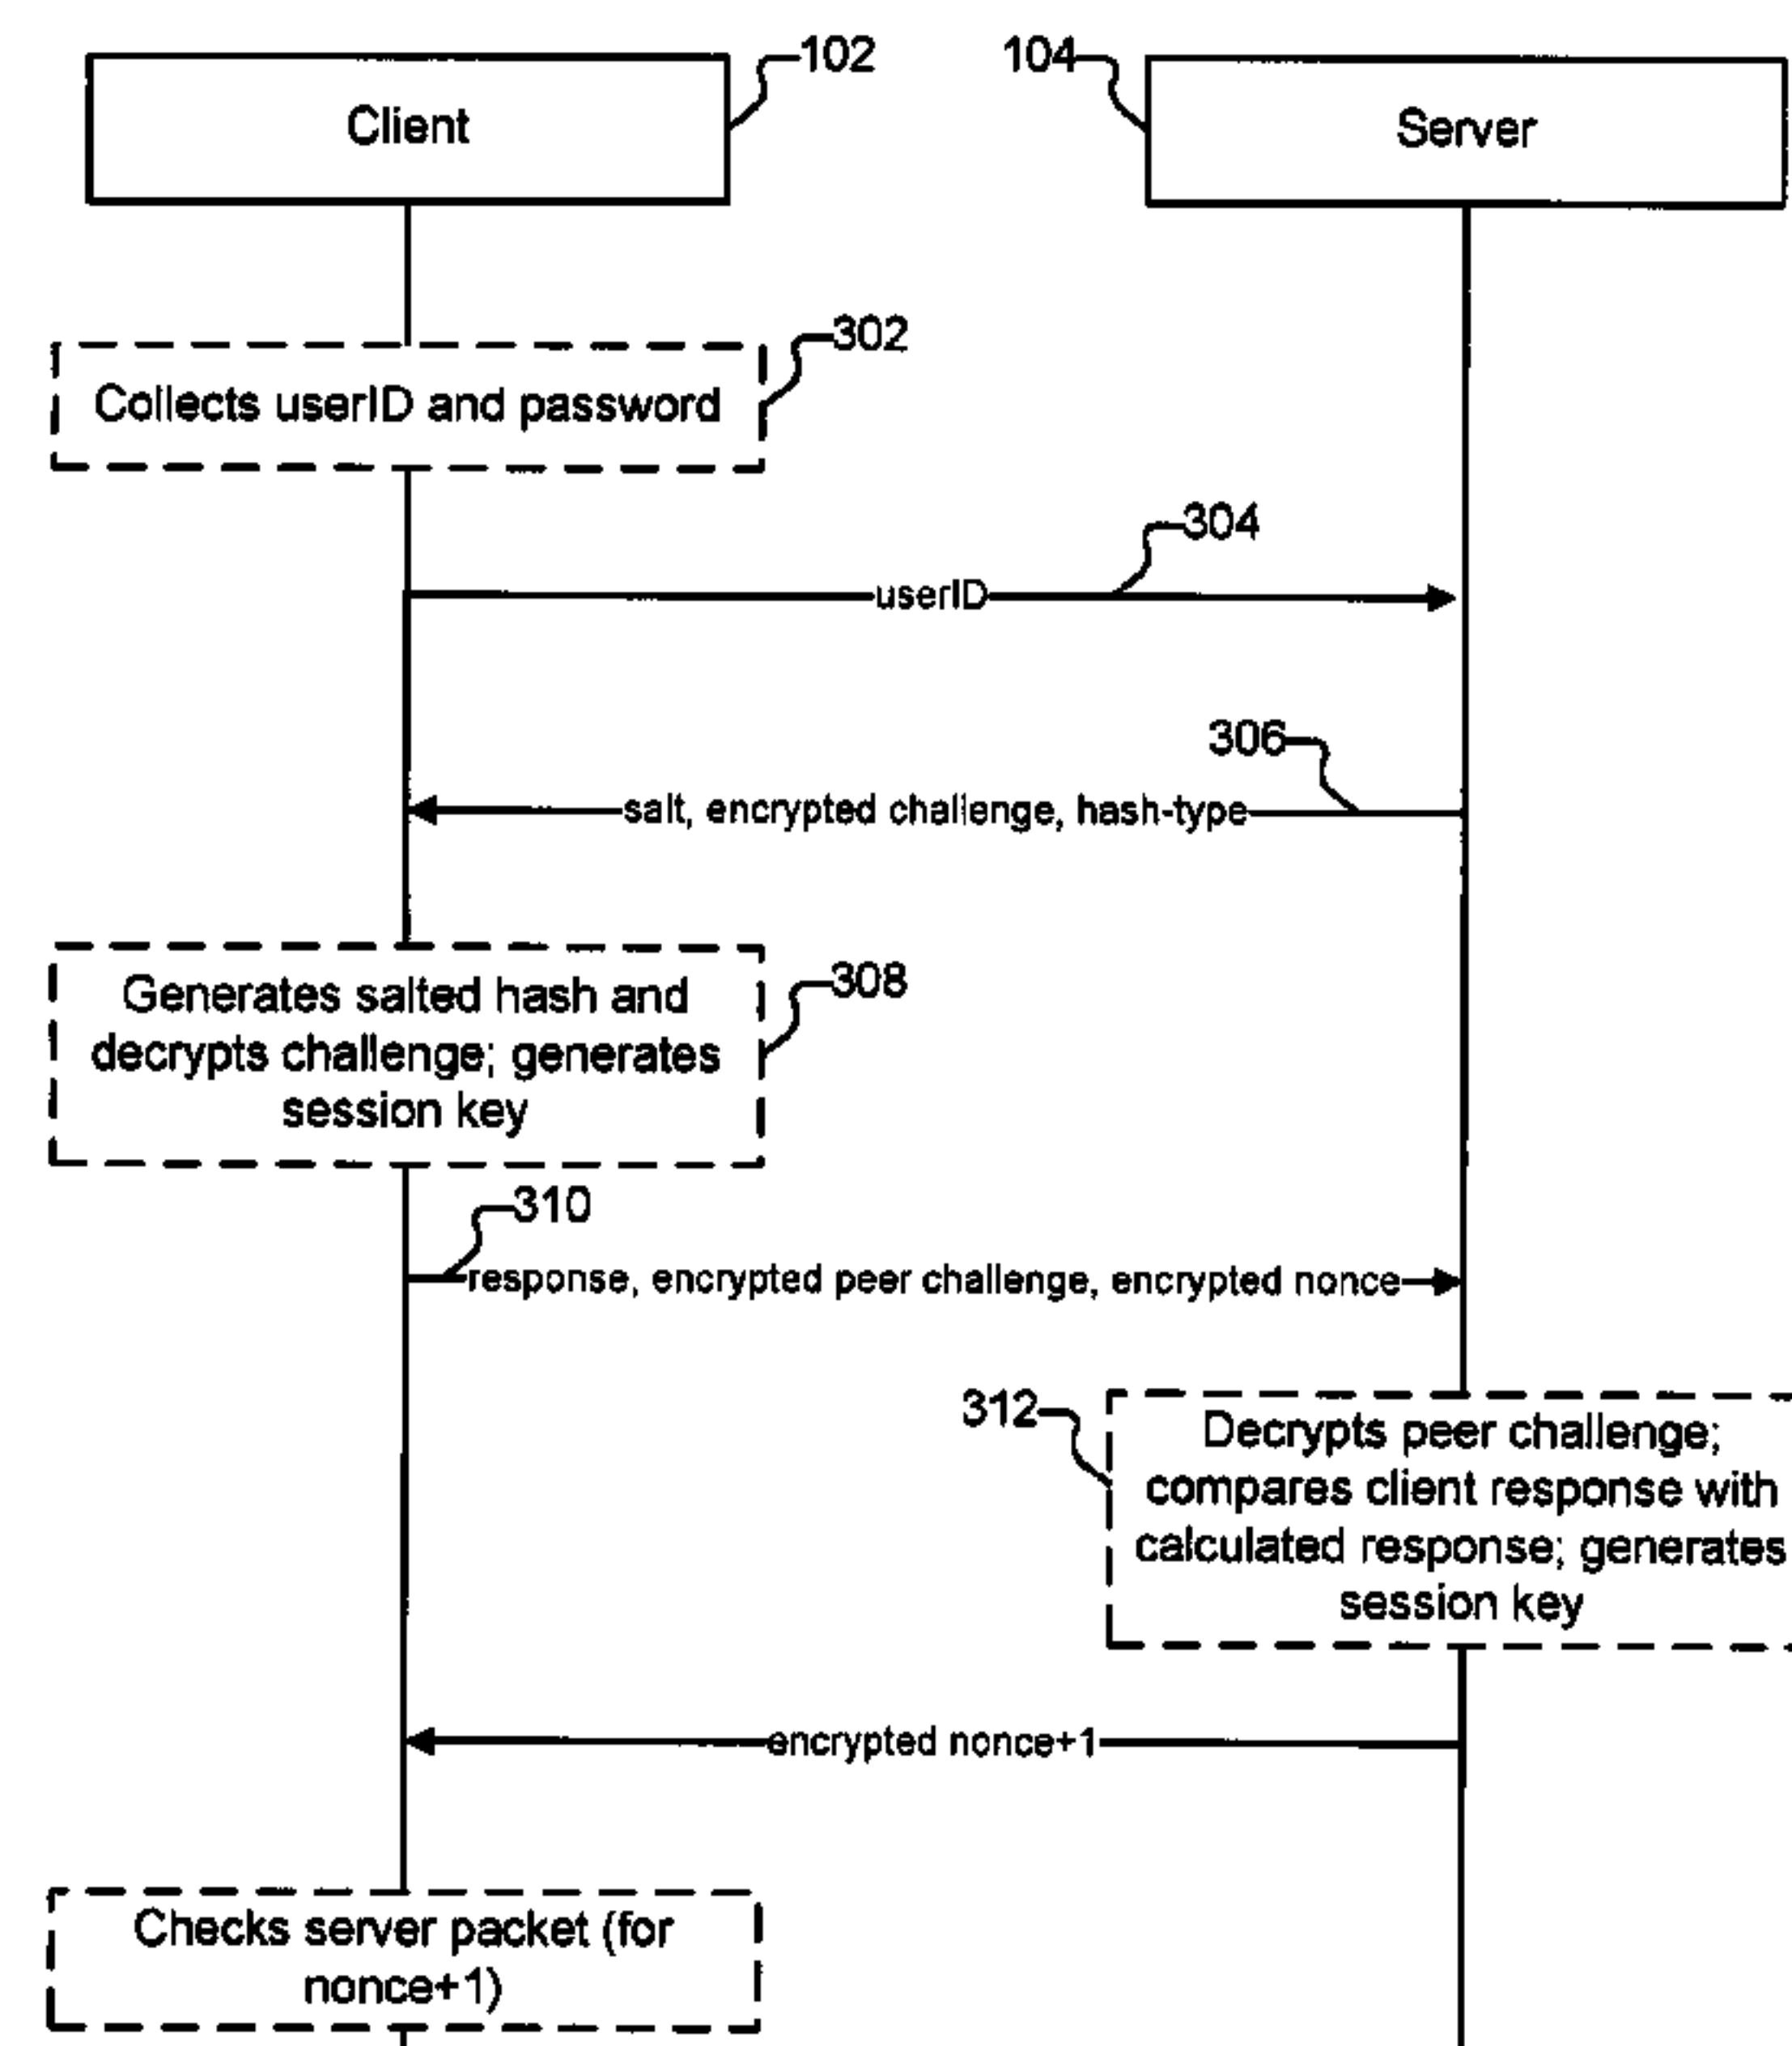 102
104
Client
Server
302
Collects userID and password
304
userID
306
salt, encrypted challenge, hash-type
308
Generates salted hash and
decrypts challenge; generates
session key
310
response, encrypted peer challenge, encrypted nonce
312
Decrypts peer challenge;
compares client response with
calculated response; generates
session key
encrypted nonce+1
Checks server packet (for
nonce+1)